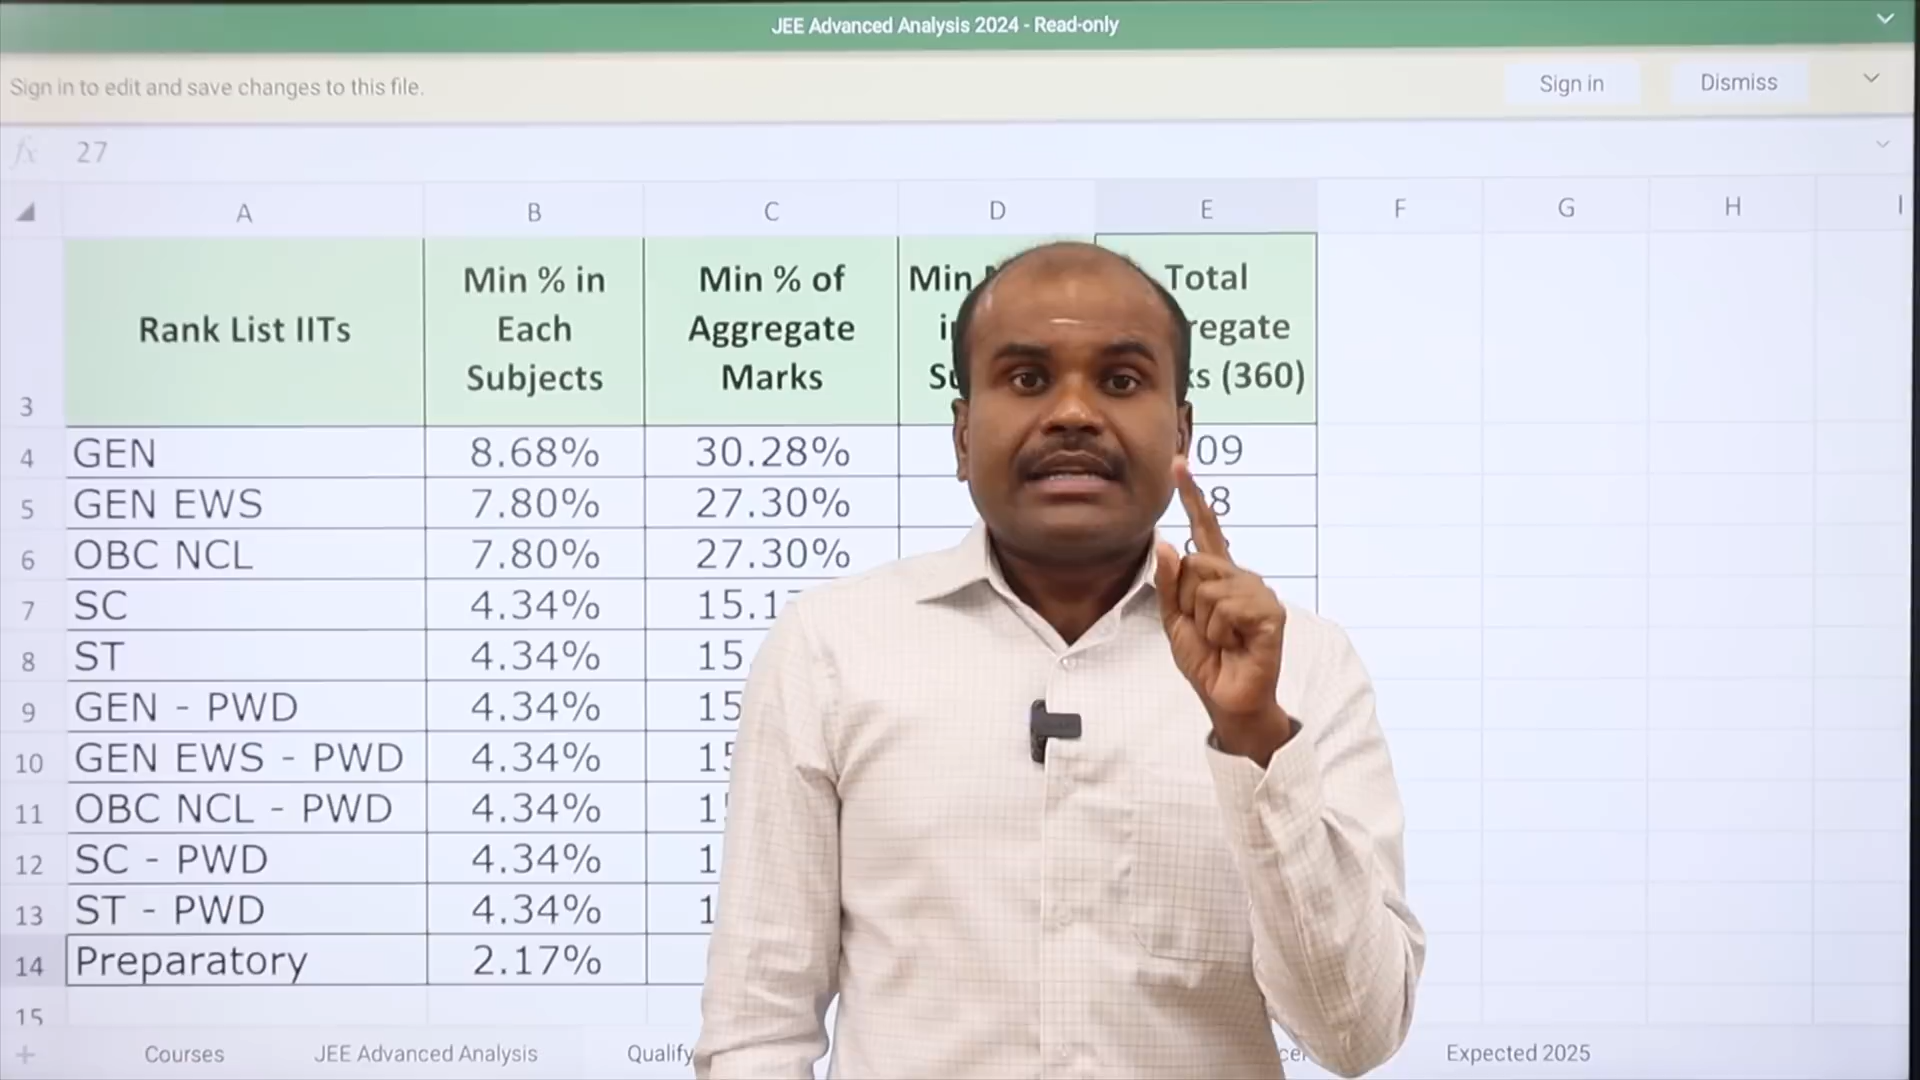 JEE Advanced Analysis 2024 - Read-only
Sign in to edit and save changes to this file.
Sign in
Dismiss
fx 27
A B C D E F G H I
3
Rank List IITs
Min % in
Each
Subjects
Min % of
Aggregate
Marks
Min
Total
(360)
4 GEN 8.68% 30.28%
5 GEN EWS 7.80% 27.30%
6 OBC NCL 7.80% 27.30%
7 SC 4.34%
8 ST 4.34%
9 GEN - PWD 4.34%
10 GEN EWS - PWD 4.34%
11 OBC NCL - PWD 4.34%
12 SC - PWD 4.34%
13 ST - PWD 4.34%
14 Preparatory 2.17%
15
+ Courses JEE Advanced Analysis Expected 2025